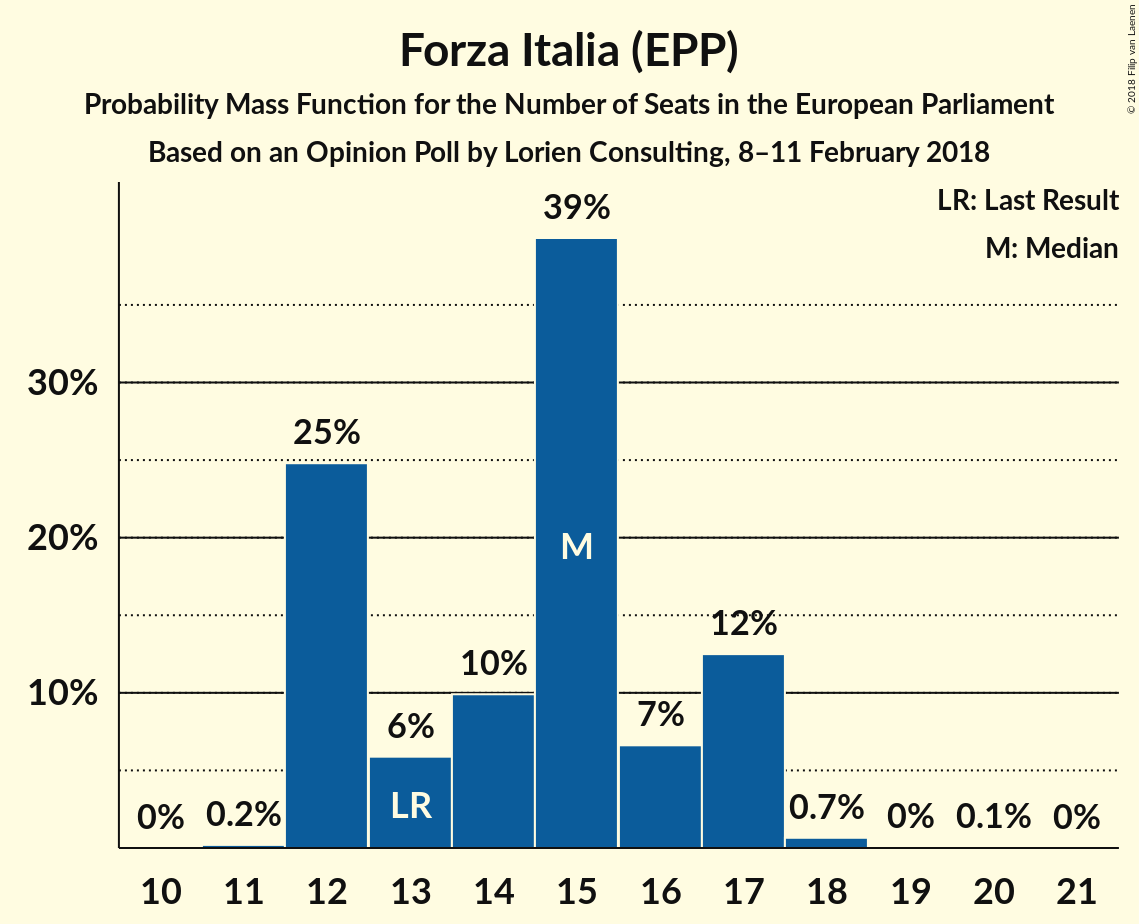 Forza Italia (EPP)
Probability Mass Function for the Number of Seats in the European Parliament
Based on an Opinion Poll by Lorien Consulting, 8–11 February 2018
© 2018 Filip van Laenen
LR: Last Result
M: Median
30%
20%
10%
0%
0.2%
25%
6%
10%
39%
7%
12%
0.7%
0%
0.1%
0%
LR
M
10 11 12 13 14 15 16 17 18 19 20 21